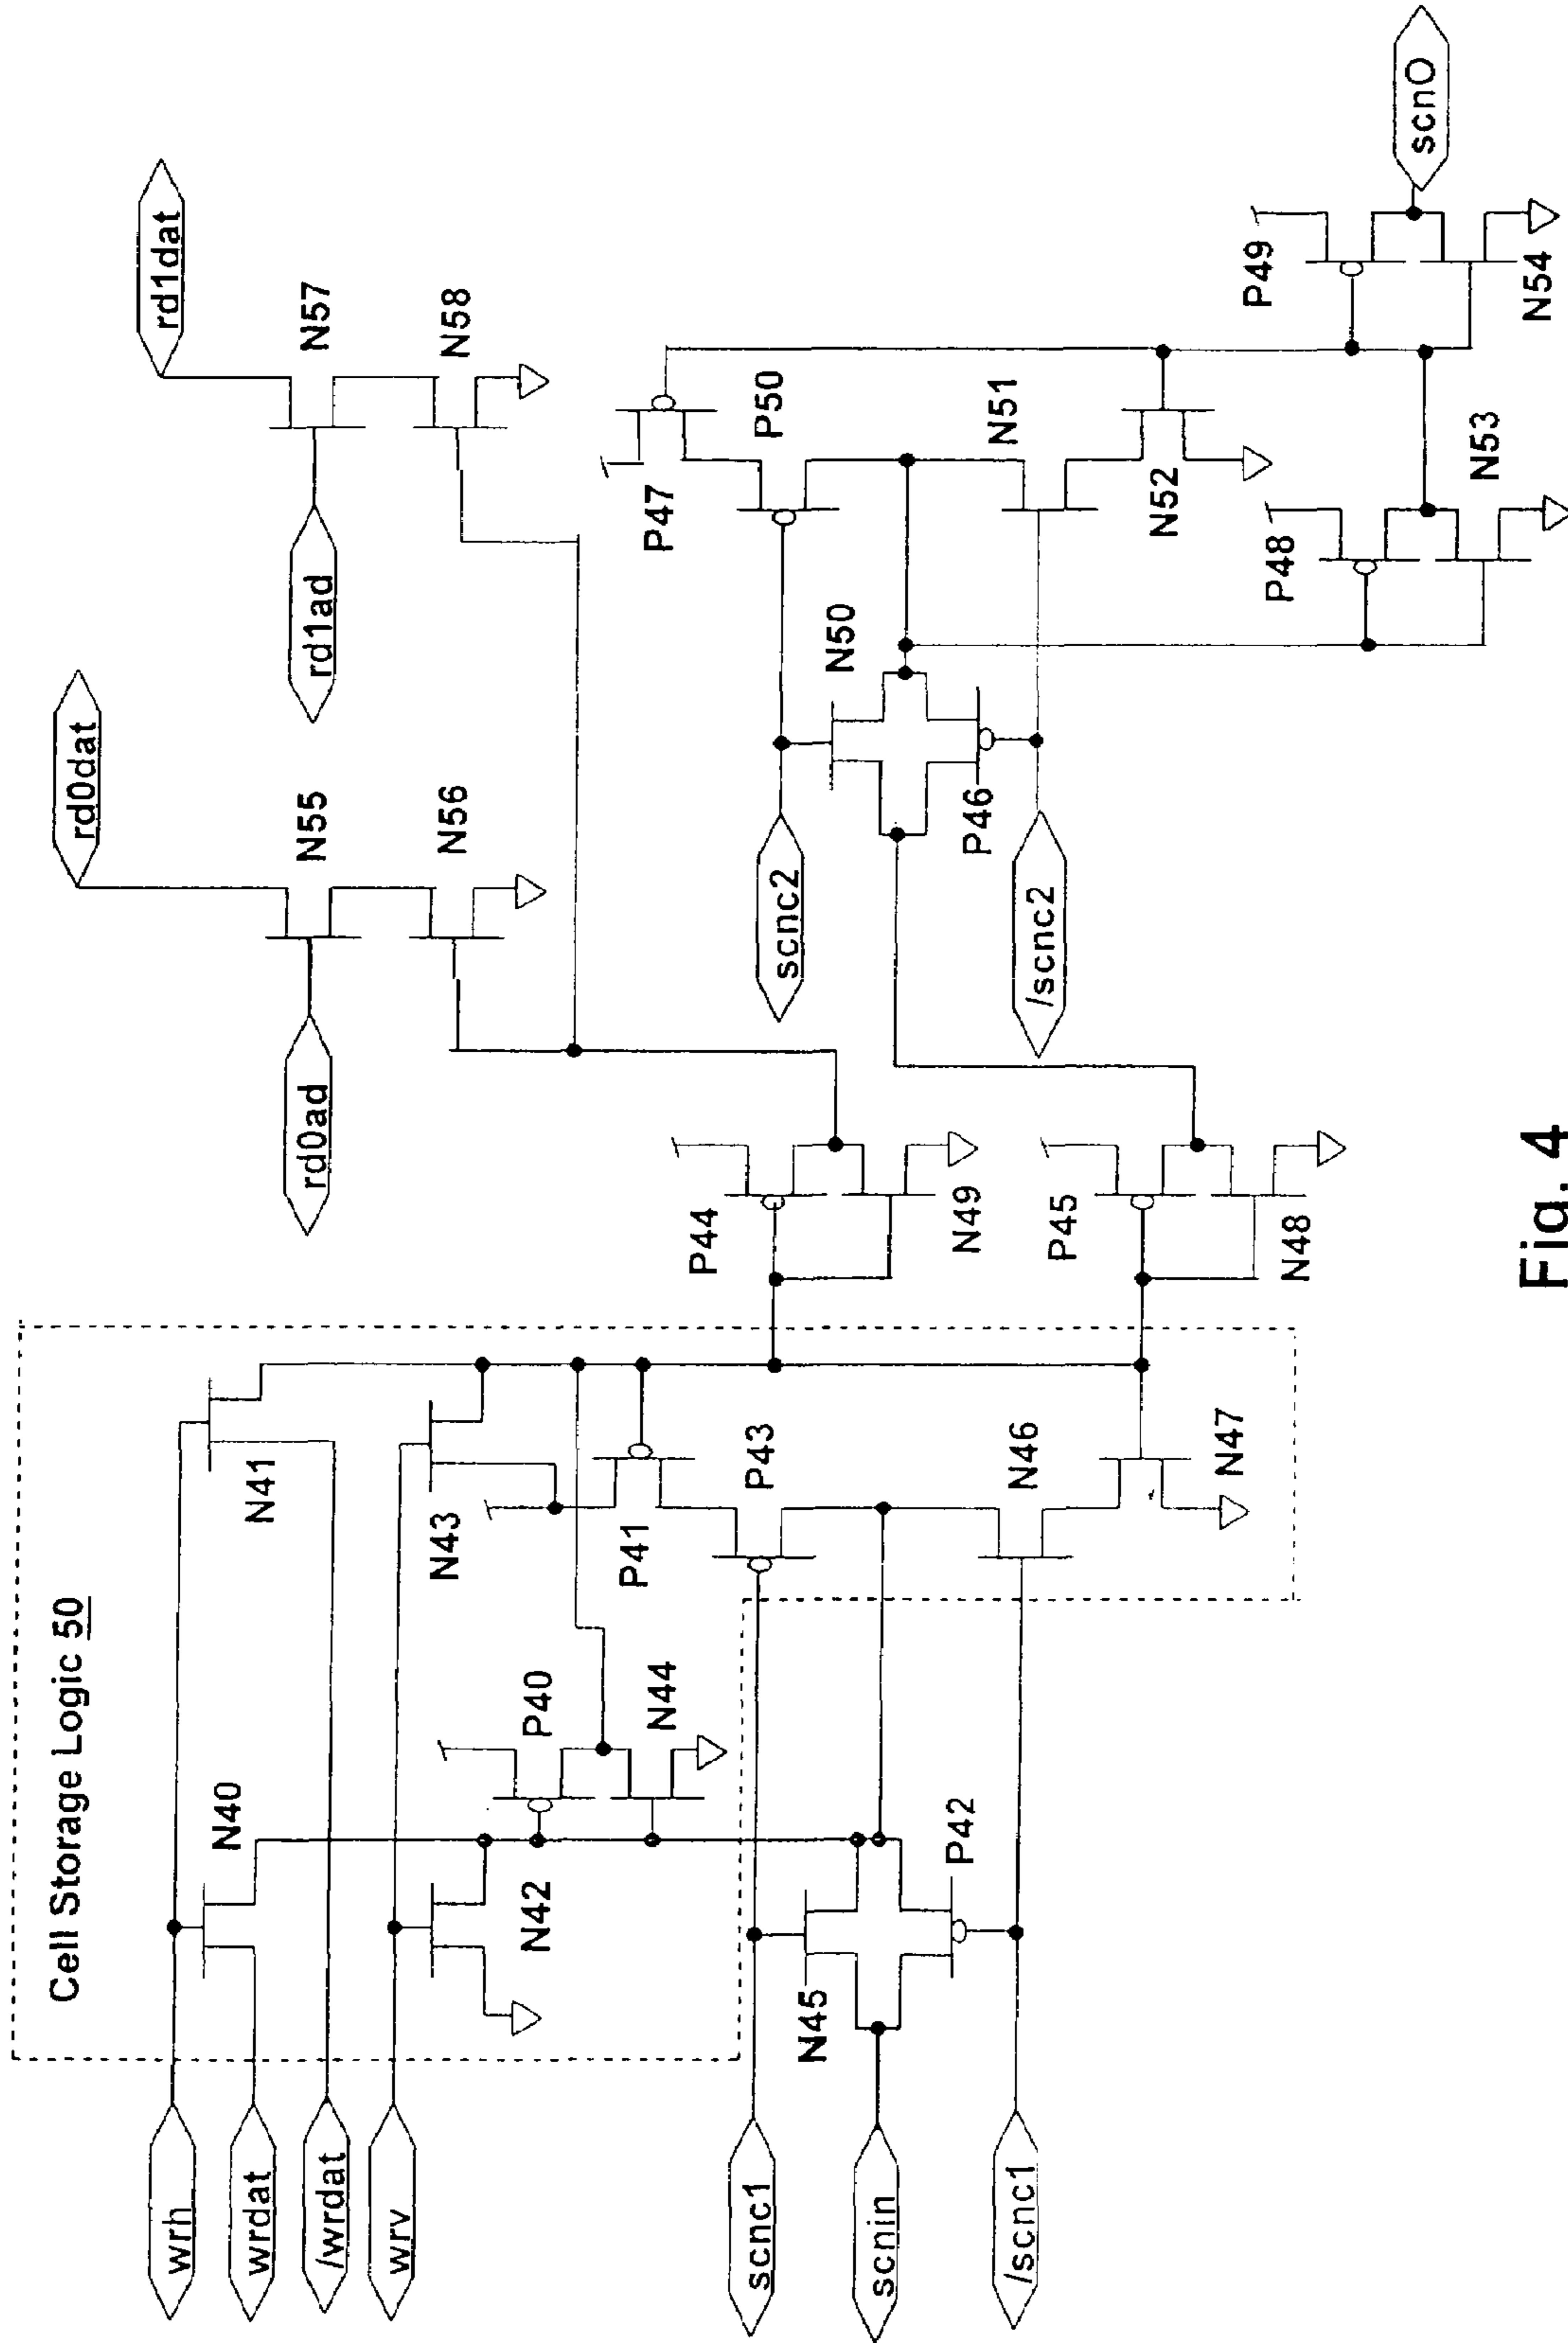 Cell Storage Logic 50
wrh
wrdat
/wrdat
wrv
scnc1
scnin
/scnc1
N40
N41
N42
N43
P40
N44
P41
P43
N45
P42
N46
N47
P44
N49
P45
N48
rd0ad
rd0dat
N55
N56
rd1ad
rd1dat
N57
N58
scnc2
/scnc2
N50
P46
P47
P50
N51
N52
P48
N53
P49
N54
scnO
Fig. 4